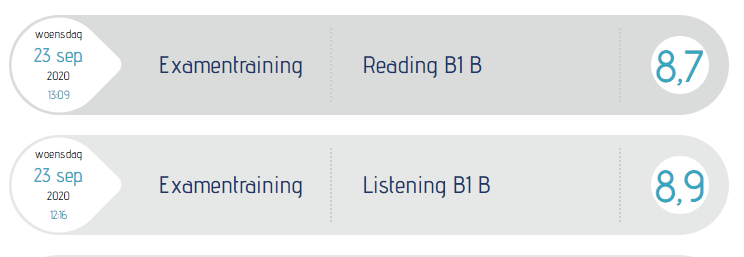 woensdag
23 sep
2020
13:09
Examentraining
Reading B1 B
8,7
woensdag
23 sep
2020
12:16
Examentraining
Listening B1 B
8,9